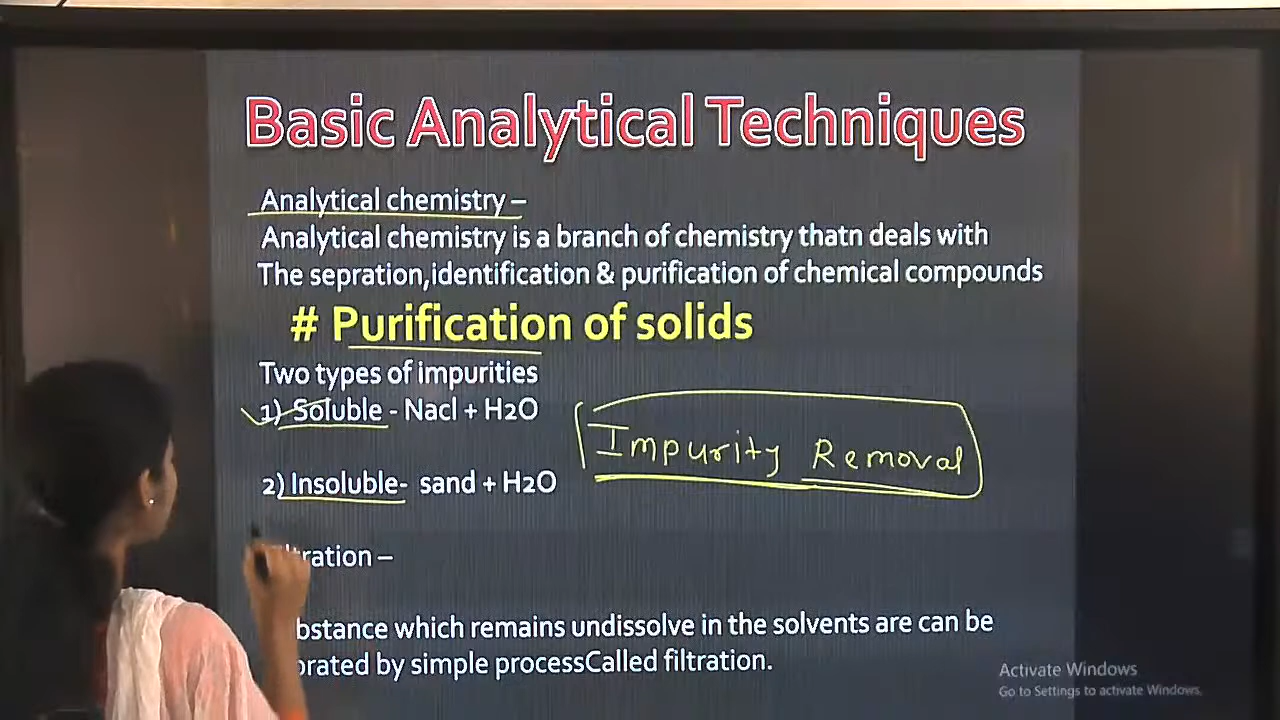 Basic Analytical Techniques
Analytical chemistry –
Analytical chemistry is a branch of chemistry thatn deals with
The sepration,identification & purification of chemical compounds
# Purification of solids
Two types of impurities
1) Soluble - Nacl + H2O
Impurity Removal
2) Insoluble- sand + H2O
ltration –
bstance which remains undissolve in the solvents are can be
orated by simple processCalled filtration.
Activate Windows
Go to Settings to activate Windows.